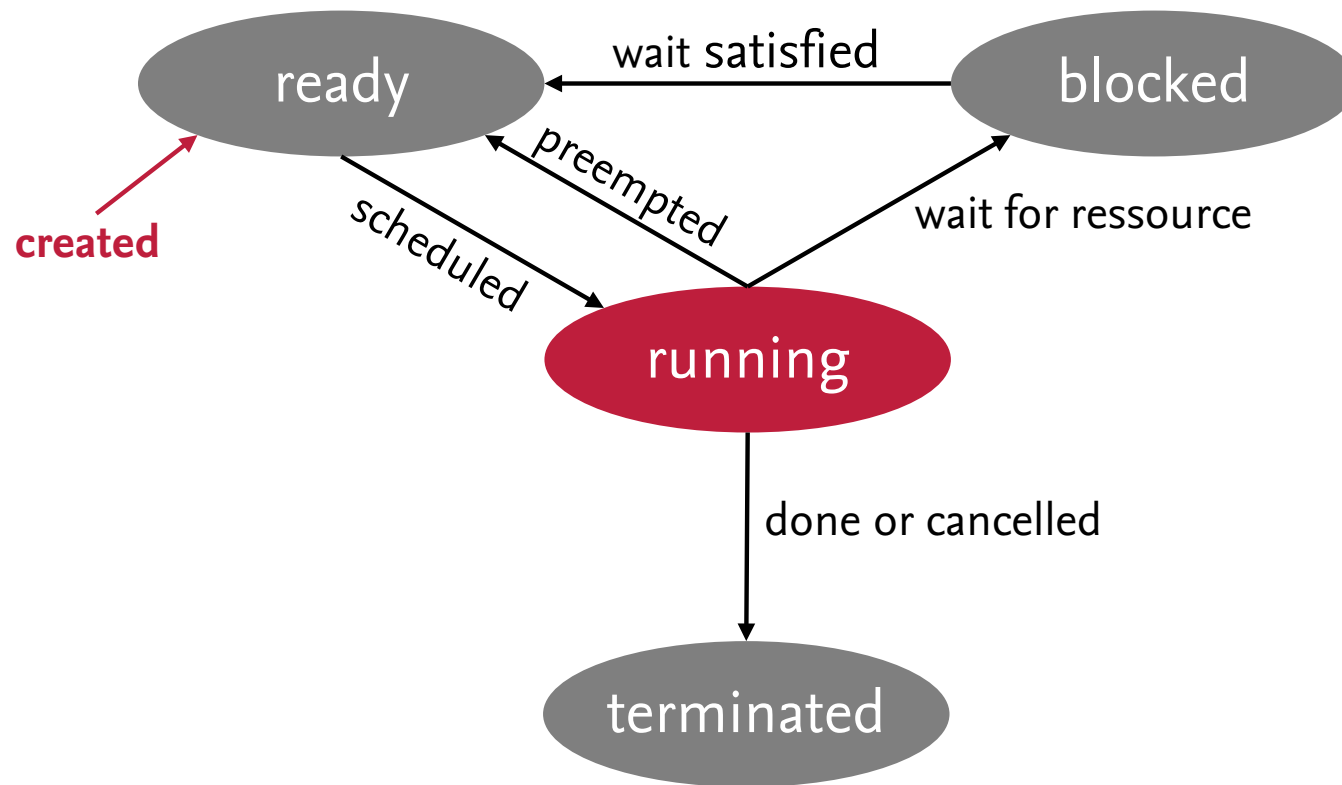 ready
wait satisfied
blocked
preempted
created
scheduled
wait for ressource
running
done or cancelled
terminated